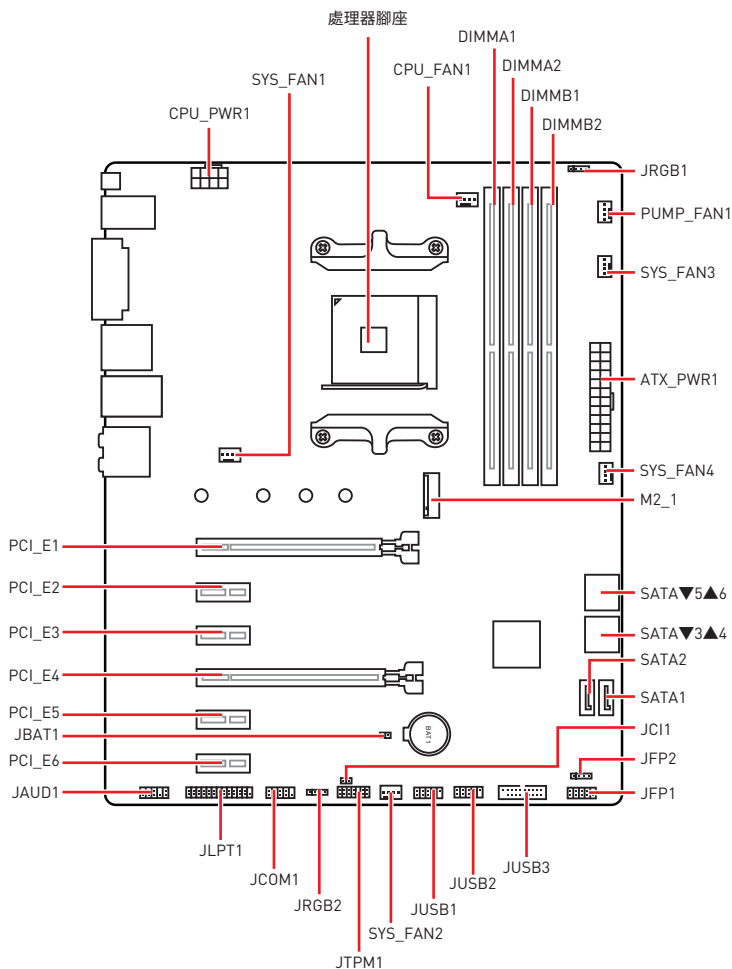 處理器腳座
DIMMA1
CPU_FAN1
DIMMA2
SYS_FAN1
DIMMB1
CPU_PWR1
DIMMB2
JRGB1
PUMP_FAN1
SYS_FAN3
ATX_PWR1
SYS_FAN4
M2_1
PCI_E1
PCI_E2
SATA▼5▲6
PCI_E3
SATA▼3▲4
SATA2
PCI_E4
SATA1
PCI_E5
JCI1
JBAT1
BAT1
PCI_E6
JFP2
JAUD1
JFP1
JLPT1
JCOM1
JRGB2
JTPM1
SYS_FAN2
JUSB1
JUSB2
JUSB3